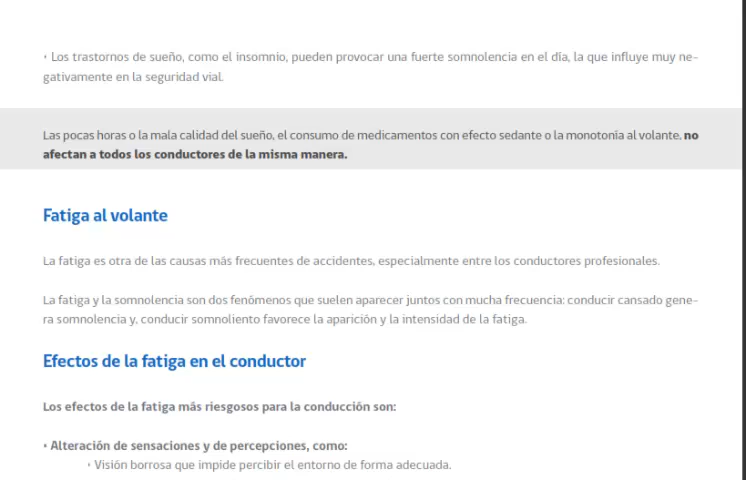 • Los trastornos de sueño, como el insomnio, pueden provocar una fuerte somnolencia en el día, la que influye muy ne-
gativamente en la seguridad vial.
Las pocas horas o la mala calidad del sueño, el consumo de medicamentos con efecto sedante o la monotonía al volante, no
afectan a todos los conductores de la misma manera.
Fatiga al volante
La fatiga es otra de las causas más frecuentes de accidentes, especialmente entre los conductores profesionales.
La fatiga y la somnolencia son dos fenómenos que suelen aparecer juntos con mucha frecuencia: conducir cansado gene-
ra somnolencia y, conducir somnoliento favorece la aparición y la intensidad de la fatiga.
Efectos de la fatiga en el conductor
Los efectos de la fatiga más riesgosos para la conducción son:
• Alteración de sensaciones y de percepciones, como:
• Visión borrosa que impide percibir el entorno de forma adecuada.